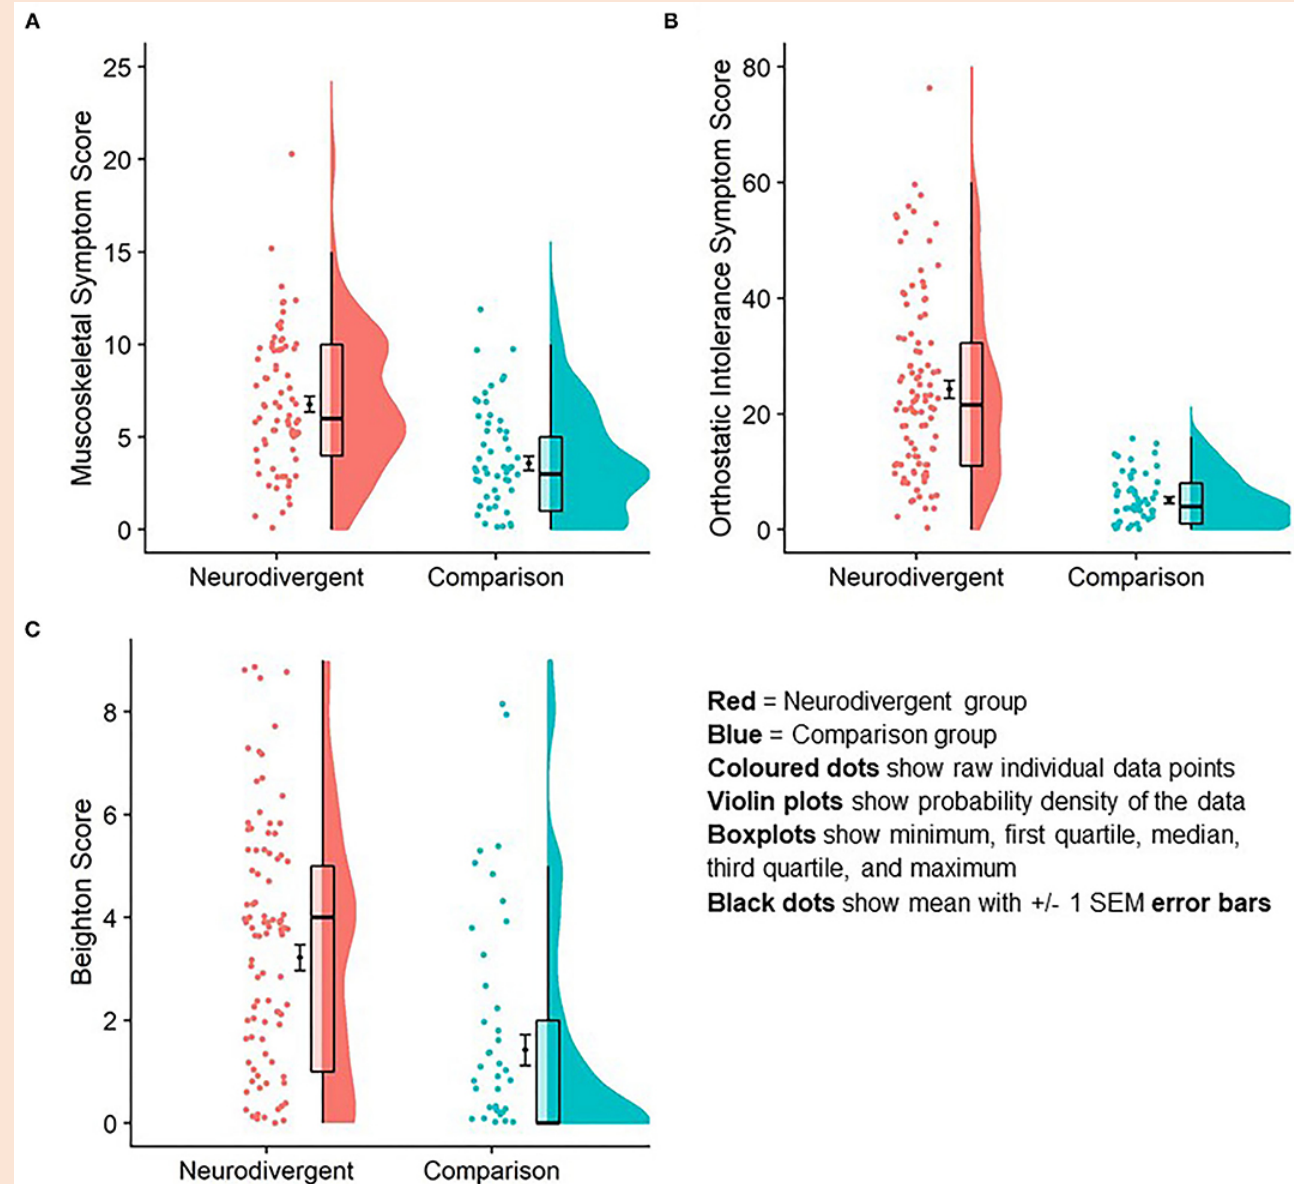 A
Muscoskeletal Symptom Score
25
20
15
10
5
0
Neurodivergent
Comparison
B
Orthostatic Intolerance Symptom Score
80
60
40
20
0
Neurodivergent
Comparison
C
Beighton Score
8
6
4
2
0
Neurodivergent
Comparison
Red = Neurodivergent group
Blue = Comparison group
Coloured dots show raw individual data points
Violin plots show probability density of the data
Boxplots show minimum, first quartile, median,
third quartile, and maximum
Black dots show mean with +/- 1 SEM error bars